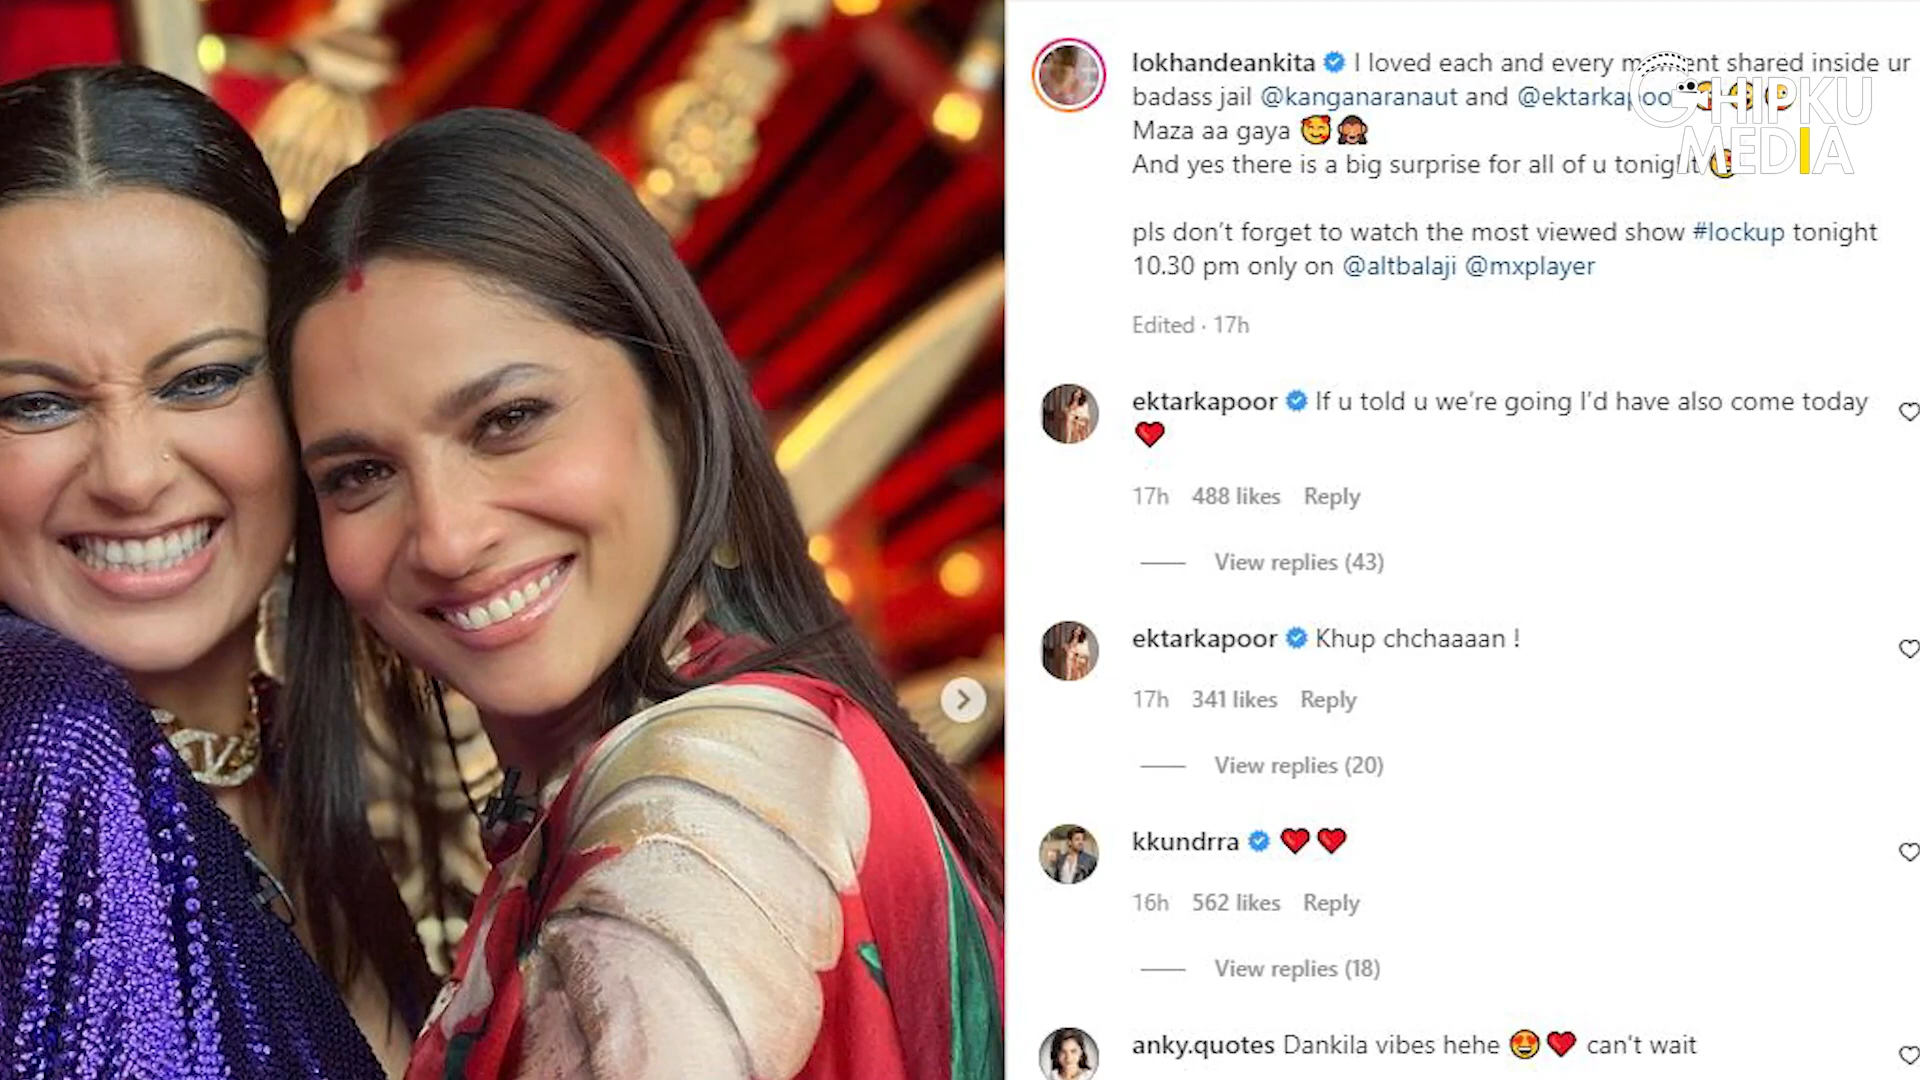 lokhandeankita I loved each and every moment shared inside ur
badass jail @kanganaranaut and @ektarkapoor
Maza aa gaya 🥰🙈
And yes there is a big surprise for all of u tonight 🥰
pls don't forget to watch the most viewed show #lockup tonight
10.30 pm only on @altbalaji @mxplayer
Edited · 17h
ektarkapoor If u told u we're going I'd have also come today
❤️
17h 488 likes Reply
View replies (43)
ektarkapoor Khup chchaaaan !
17h 341 likes Reply
View replies (20)
kkundrra ❤️❤️
16h 562 likes Reply
View replies (18)
anky.quotes Dankila vibes hehe 😍❤️ can't wait
GHIPKU
MEDIA